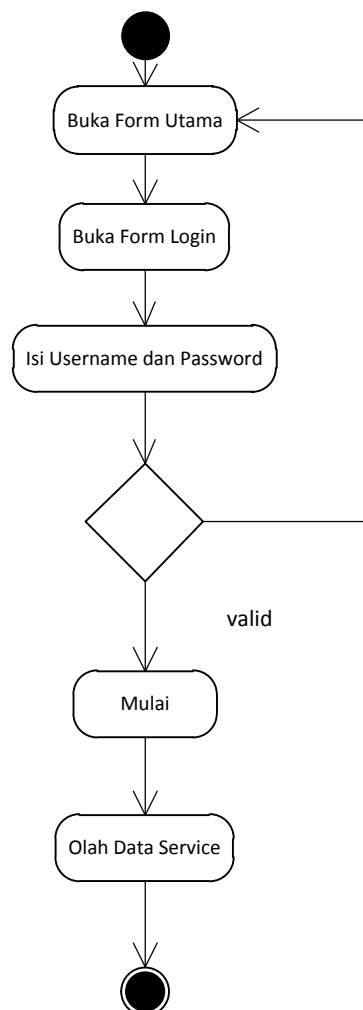 Buka Form Utama
Buka Form Login
Isi Username dan Password
valid
Mulai
Olah Data Service